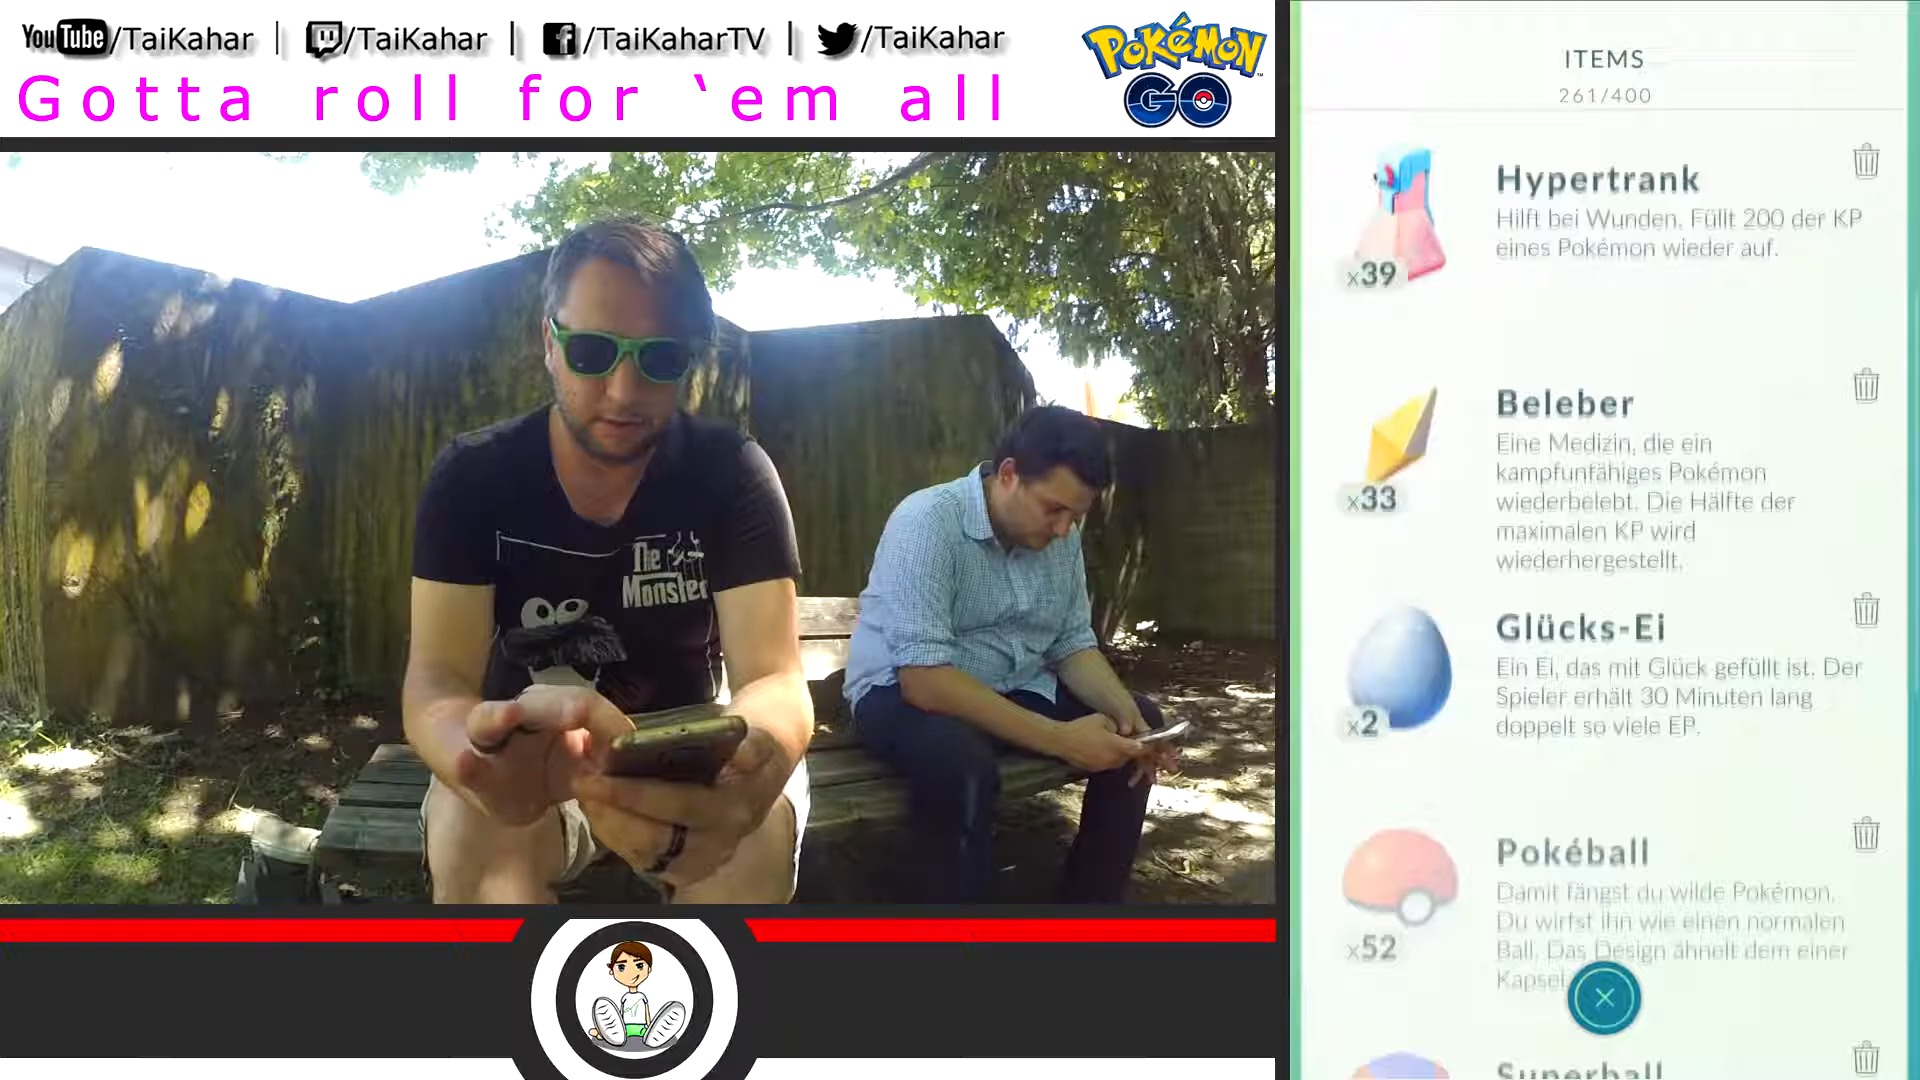 You Tube /TaiKahar | /TaiKahar | /TaiKaharTV | /TaiKahar
Gotta roll for ‘em all
POKÉMON
GO
The
Monster
ITEMS
261/400
Hypertrank
Hilft bei Wunden. Füllt 200 der KP
eines Pokémon wieder auf.
x39
Beleber
Eine Medizin, die ein
kampfunfähiges Pokémon
wiederbelebt. Die Hälfte der
maximalen KP wird
wiederhergestellt.
x33
Glücks-Ei
Ein Ei, das mit Glück gefüllt ist. Der
Spieler erhält 30 Minuten lang
doppelt so viele EP.
x2
Pokéball
Damit fängst du wilde Pokémon.
Du wirfst ihn wie einen normalen
Ball. Das Design ähnelt dem einer
Kapsel.
x52
Superball